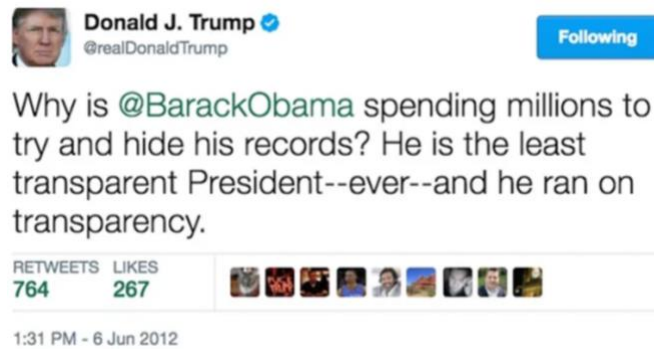 Donald J. Trump
@realDonaldTrump
Following
Why is @BarackObama spending millions to
try and hide his records? He is the least
transparent President--ever--and he ran on
transparency.
RETWEETS LIKES
764 267
1:31 PM - 6 Jun 2012